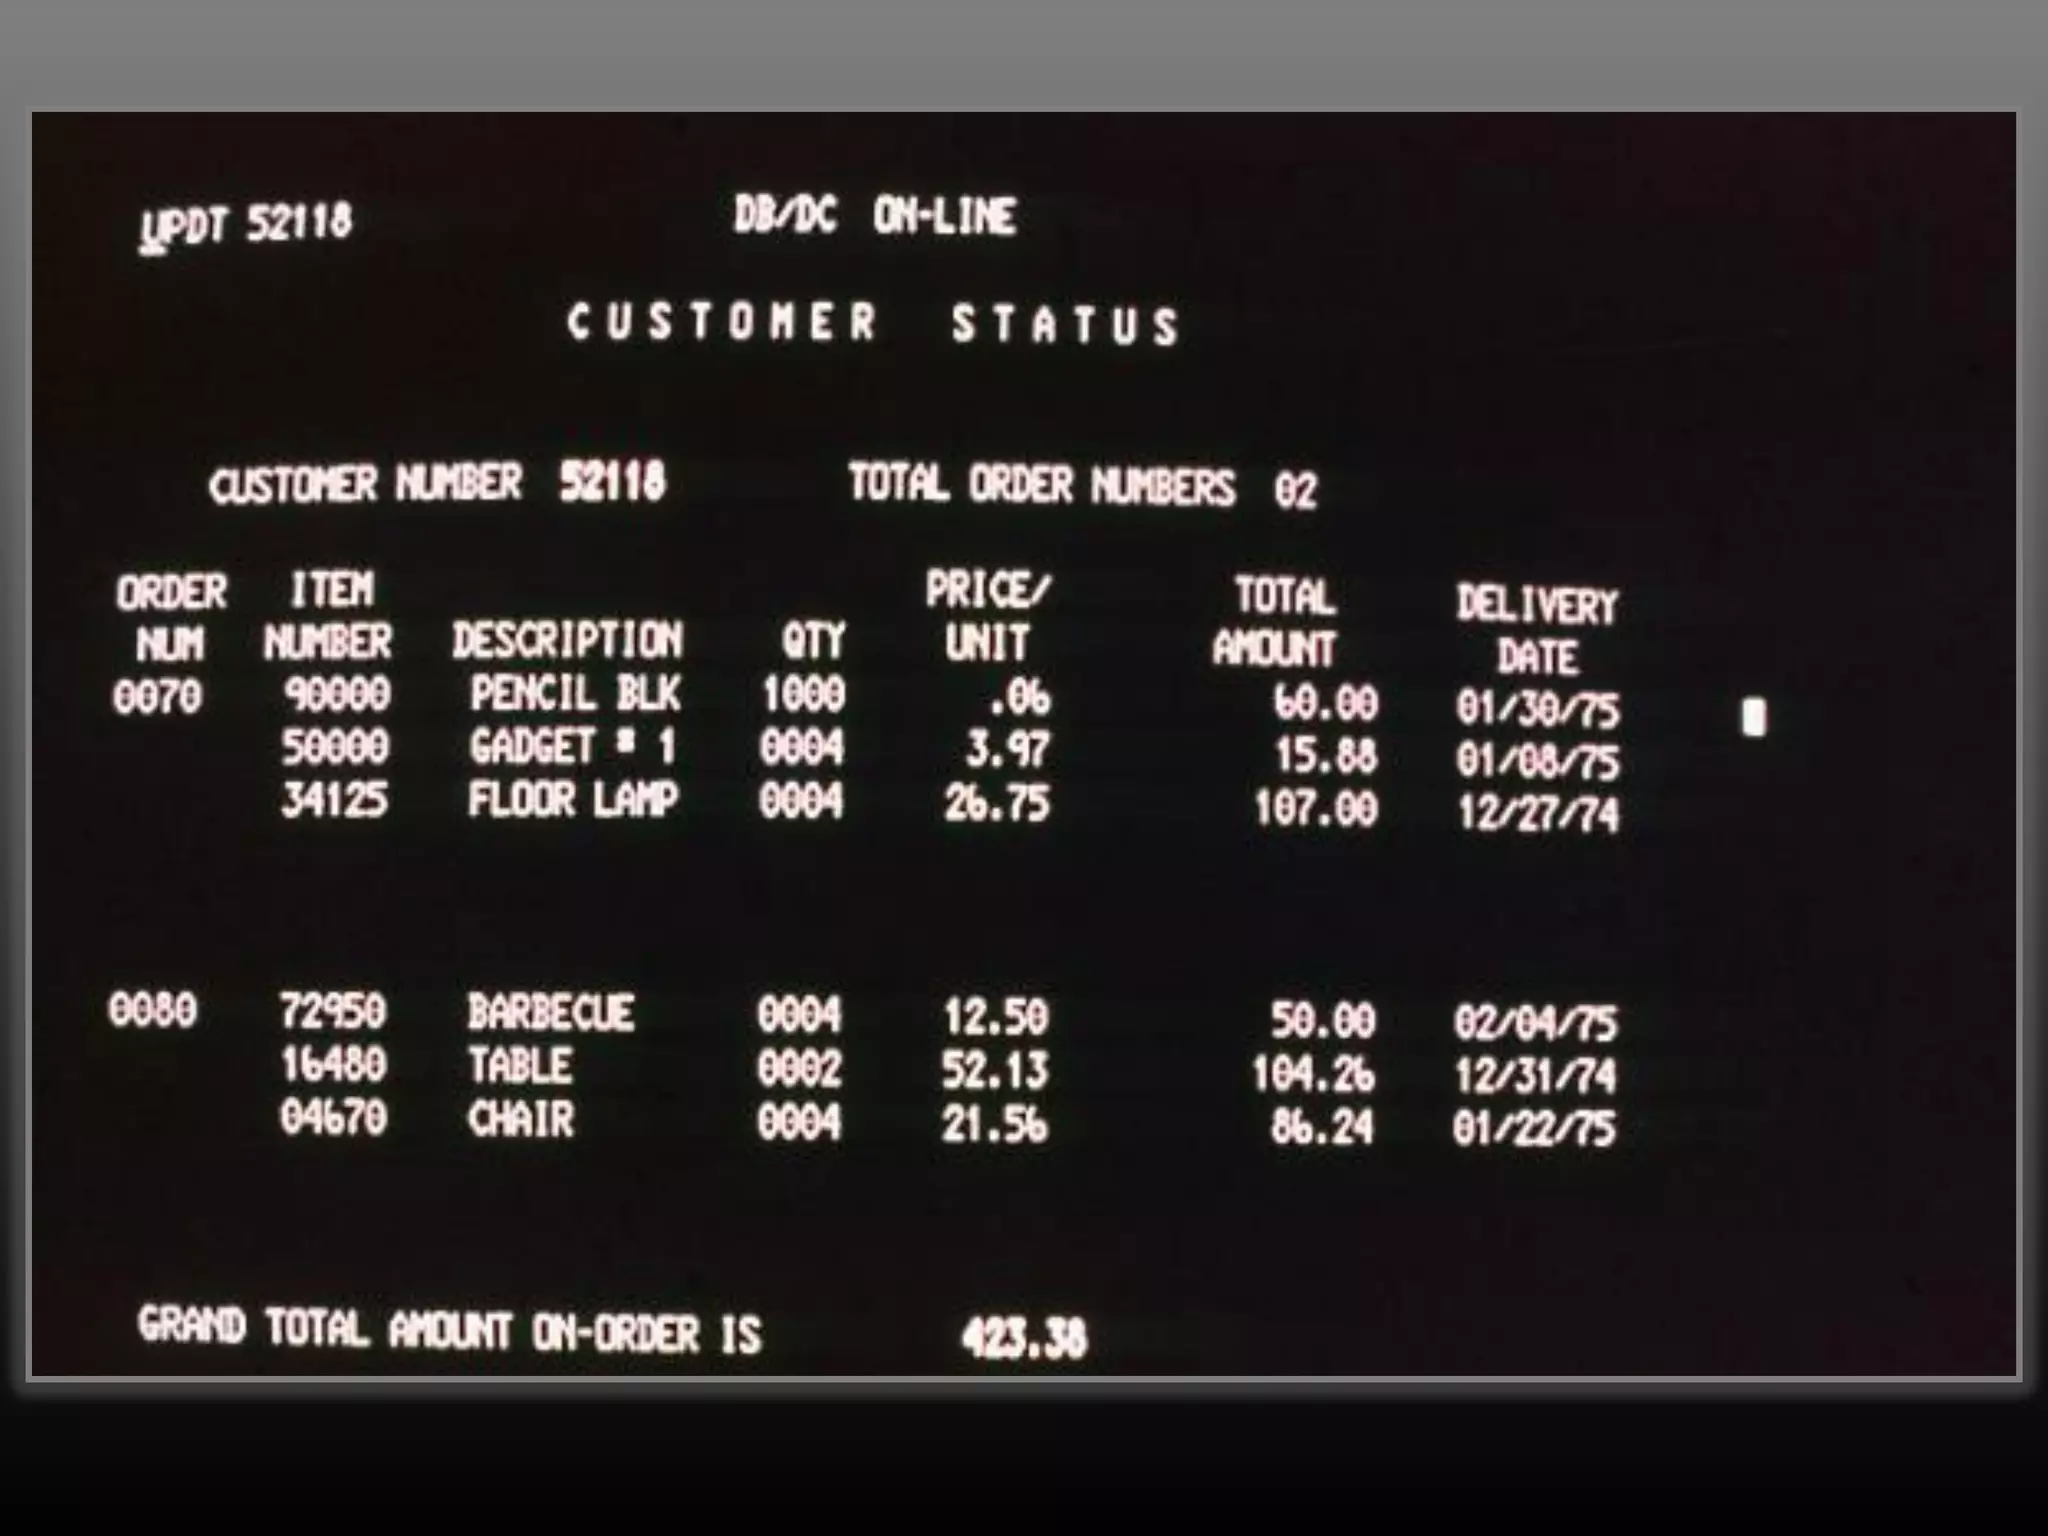 UPDT 52118 DB/DC ON-LINE
CUSTOMER STATUS
CUSTOMER NUMBER 52118 TOTAL ORDER NUMBERS 02
ORDER ITEM PRICE/ TOTAL DELIVERY
NUM NUMBER DESCRIPTION QTY UNIT AMOUNT DATE
0070 90000 PENCIL BLK 1000 .06 60.00 01/30/75
50000 GADGET # 1 0004 3.97 15.88 01/08/75
34125 FLOOR LAMP 0004 26.75 107.00 12/27/74
0080 72950 BARBECUE 0004 12.50 50.00 02/04/75
16480 TABLE 0002 52.13 104.26 12/31/74
04670 CHAIR 0004 21.56 86.24 01/22/75
GRAND TOTAL AMOUNT ON-ORDER IS 423.38